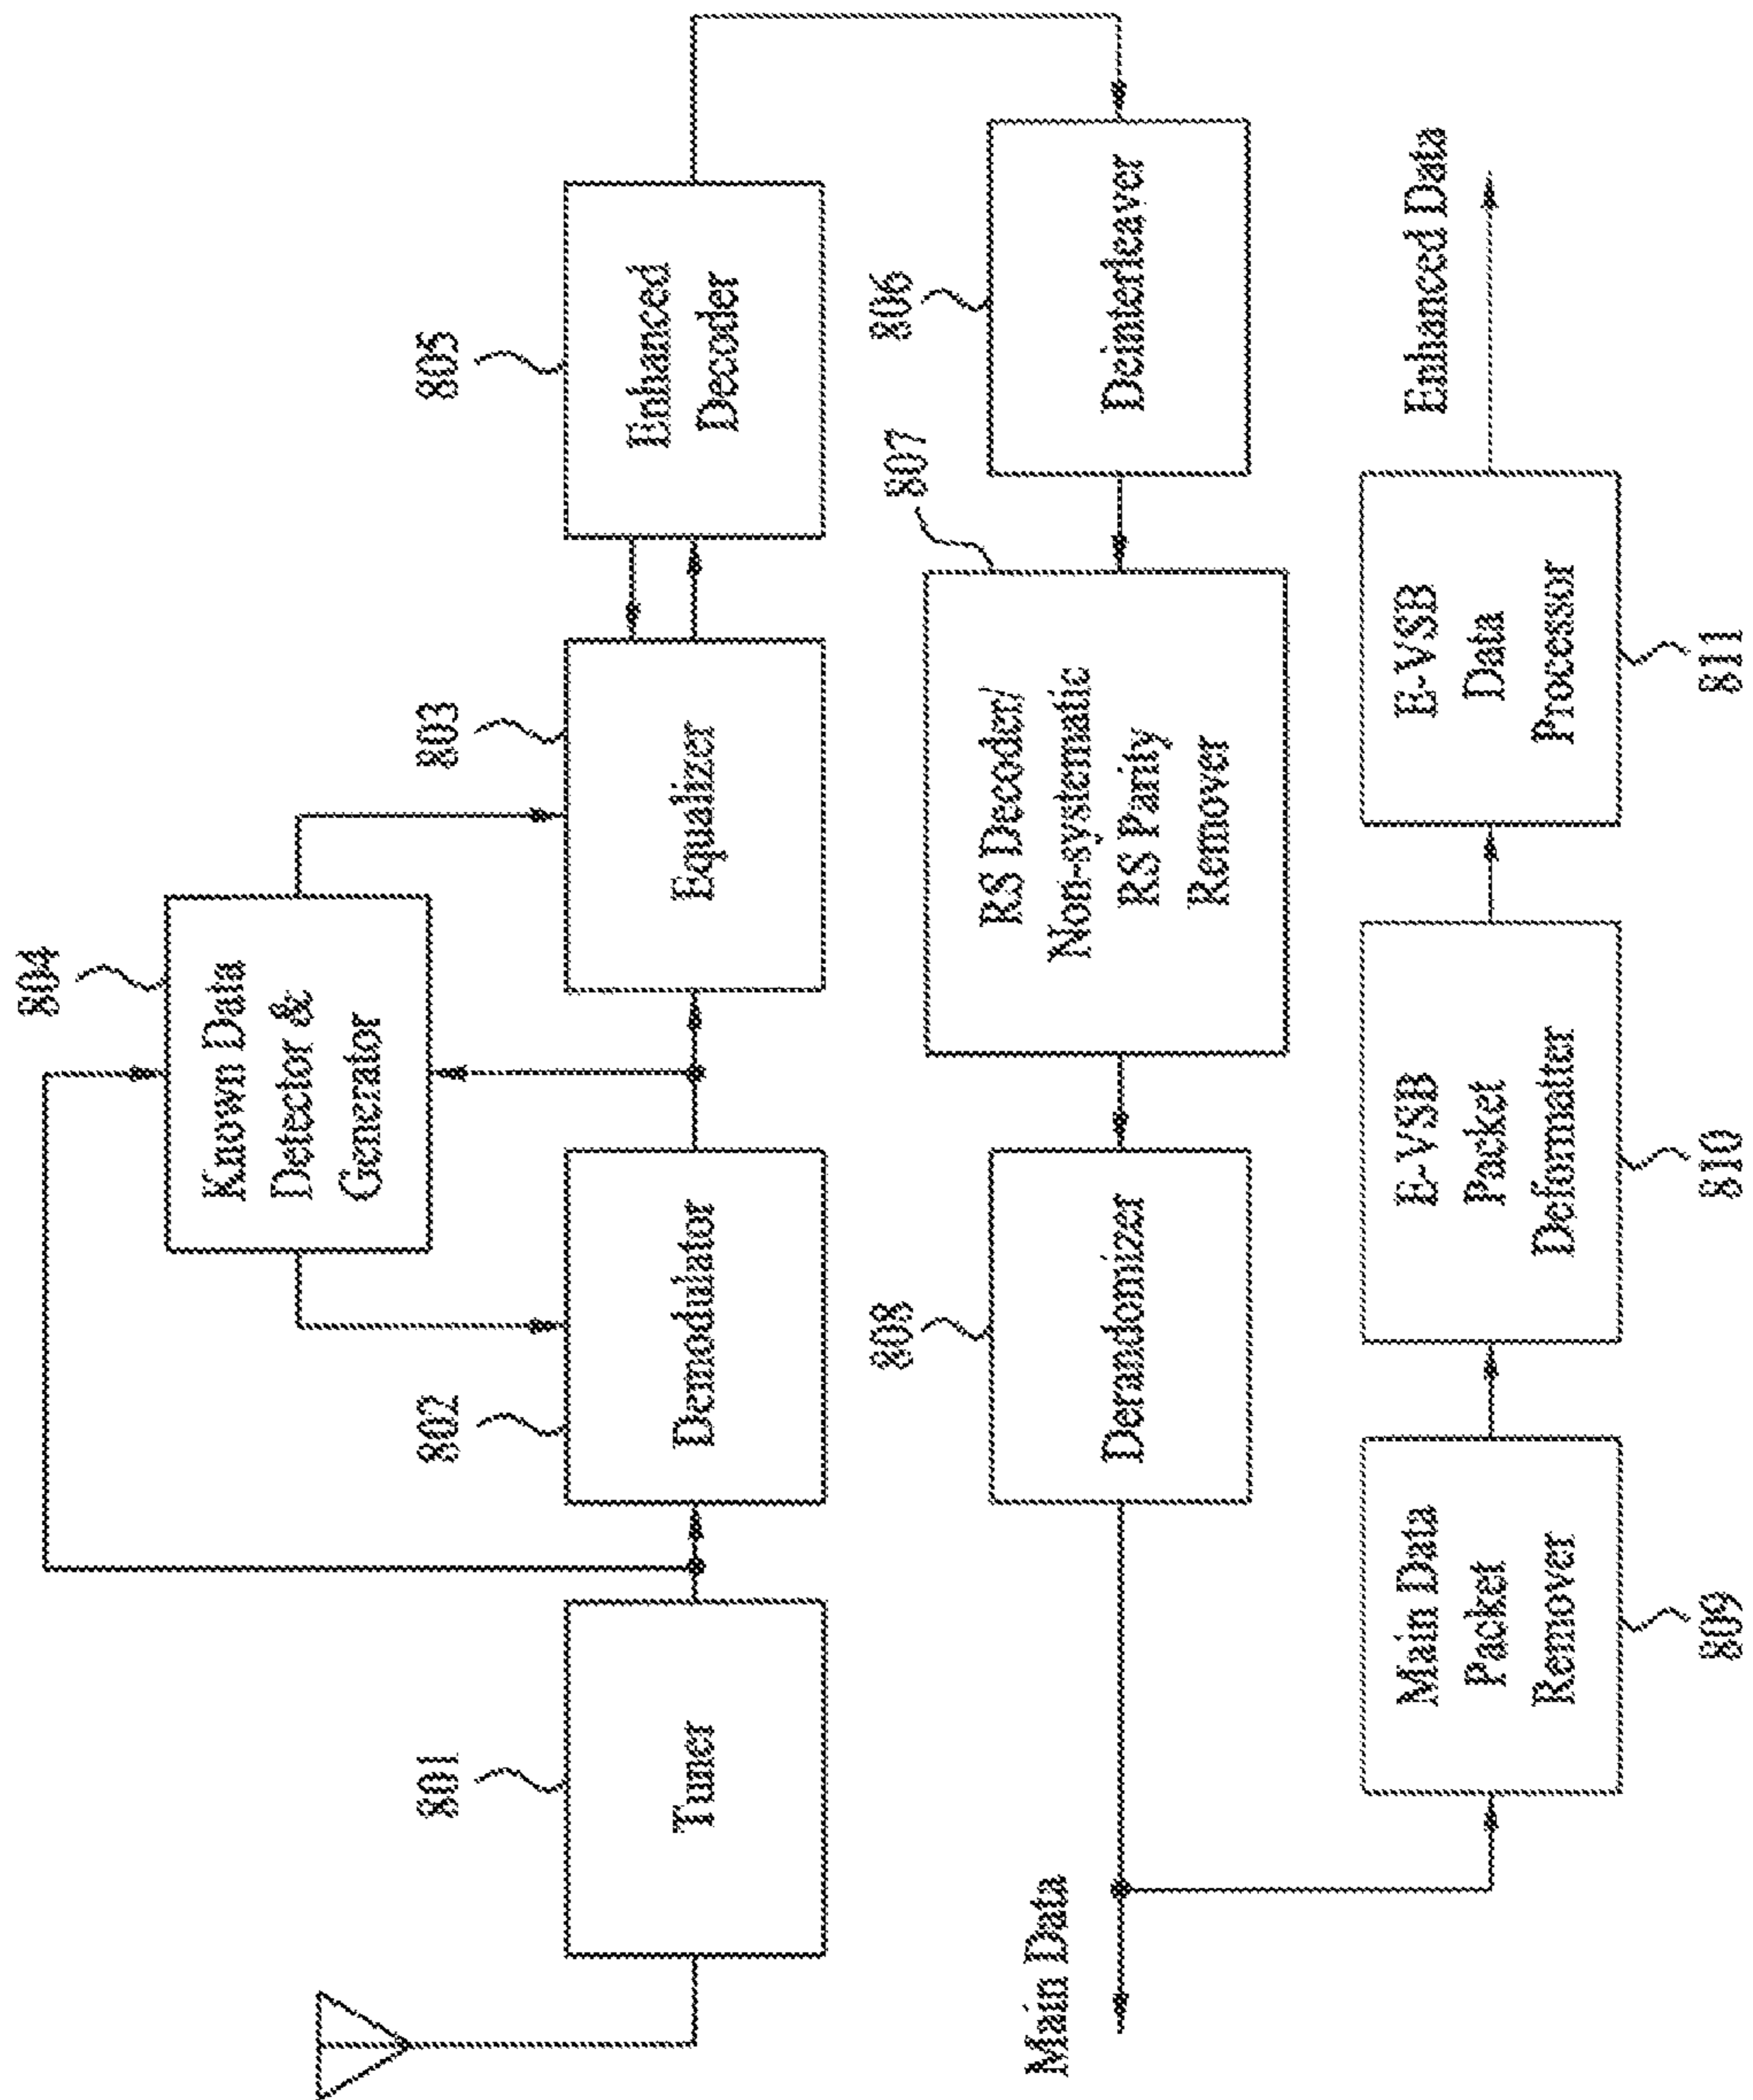 804
Known Data
Detector &
Generator
801
Tuner
802
Demodulator
803
Equalizer
805
Enhanced
Decoder
Main Data
808
Derandomizer
807
RS Decoder/
Non-systematic
RS Parity
Remover
806
Deinterleaver
Main Data
Packet
Remover
809
E-VSB
Packet
Deformatter
810
E-VSB
Data
Processor
811
Enhanced Data